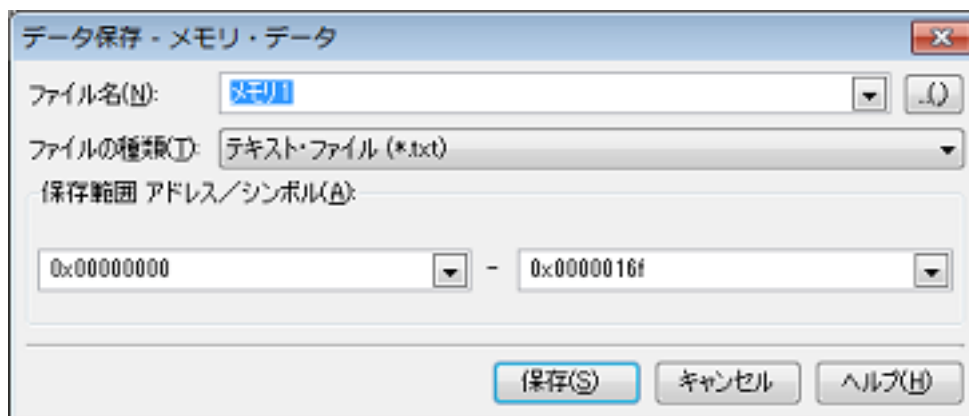 データ保存 - メモリ・データ
ファイル名(N): メモリ1 ...()
ファイルの種類(T): テキスト・ファイル (*.txt)
保存範囲 アドレス／シンボル(A):
0x00000000 - 0x0000016f
保存(S) キャンセル ヘルプ(H)